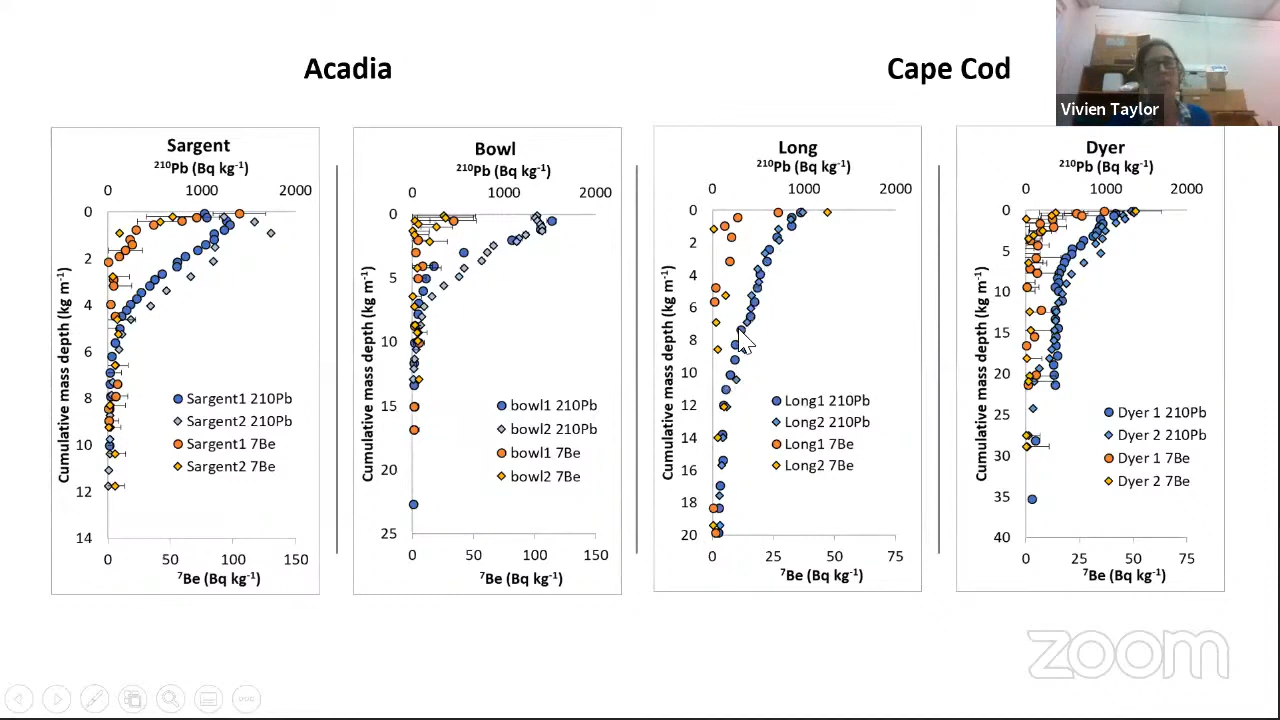 Acadia
Cape Cod
Vivien Taylor
Sargent
²¹⁰Pb (Bq kg⁻¹)
0 1000 2000
0
2
4
6
8
10
12
14
Cumulative mass depth (kg m⁻¹)
Sargent1 210Pb
Sargent2 210Pb
Sargent1 7Be
Sargent2 7Be
0 50 100 150
⁷Be (Bq kg⁻¹)
Bowl
²¹⁰Pb (Bq kg⁻¹)
0 1000 2000
0
5
10
15
20
25
Cumulative mass depth (kg m⁻¹)
bowl1 210Pb
bowl2 210Pb
bowl1 7Be
bowl2 7Be
0 50 100 150
⁷Be (Bq kg⁻¹)
Long
²¹⁰Pb (Bq kg⁻¹)
0 1000 2000
0
2
4
6
8
10
12
14
16
18
20
Cumulative mass depth (kg m⁻¹)
Long1 210Pb
Long2 210Pb
Long1 7Be
Long2 7Be
0 25 50 75
⁷Be (Bq kg⁻¹)
Dyer
²¹⁰Pb (Bq kg⁻¹)
0 1000 2000
0
5
10
15
20
25
30
35
40
Cumulative mass depth (kg m⁻¹)
Dyer 1 210Pb
Dyer 2 210Pb
Dyer 1 7Be
Dyer 2 7Be
0 25 50 75
⁷Be (Bq kg⁻¹)
zoom